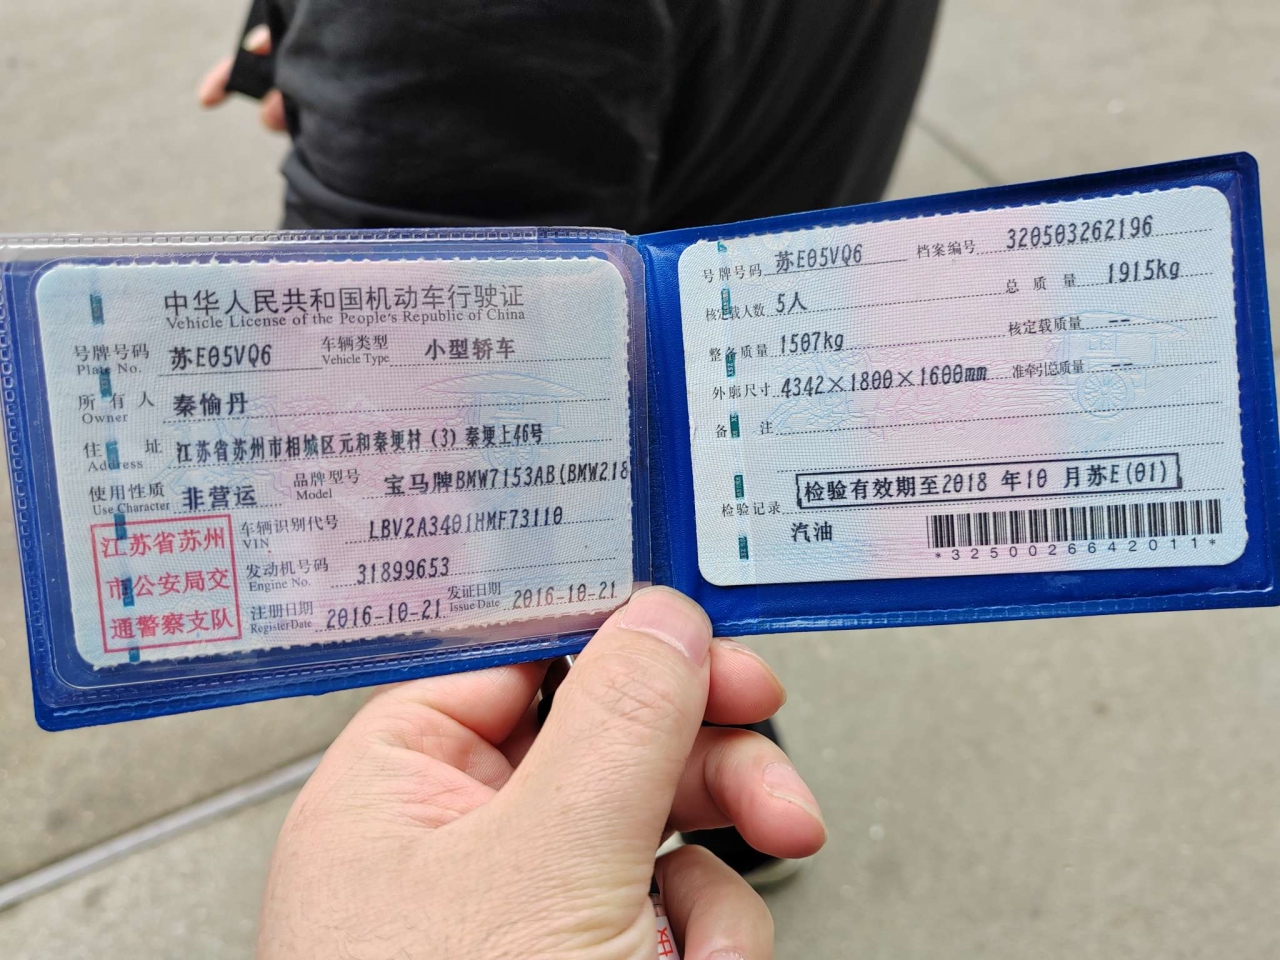 中华人民共和国机动车行驶证
Vehicle License of the People's Republic of China
号牌号码 苏E05VQ6 车辆类型 小型轿车
Plate No. Vehicle Type
所有人 秦愉丹
Owner
住址 江苏省苏州市相城区元和秦埂村(3)秦埂上46号
Address
使用性质 非营运 品牌型号 宝马牌BMW7153AB(BMW218
Use Character Model
江苏省苏州
市公安局交
通警察支队
车辆识别代号 LBV2A3401HMF73110
VIN
发动机号码 31899653
Engine No.
注册日期 2016-10-21 发证日期 2016-10-21
Register Date Issue Date
号牌号码 苏E05VQ6 档案编号 320503262196
核定载人数 5人 总质量 1915kg
整备质量 1507kg 核定载质量 --
外廓尺寸 4342×1800×1600mm 准牵引总质量 --
备注
检验记录 检验有效期至2018年10月苏E(01)
汽油
*3250026642011*